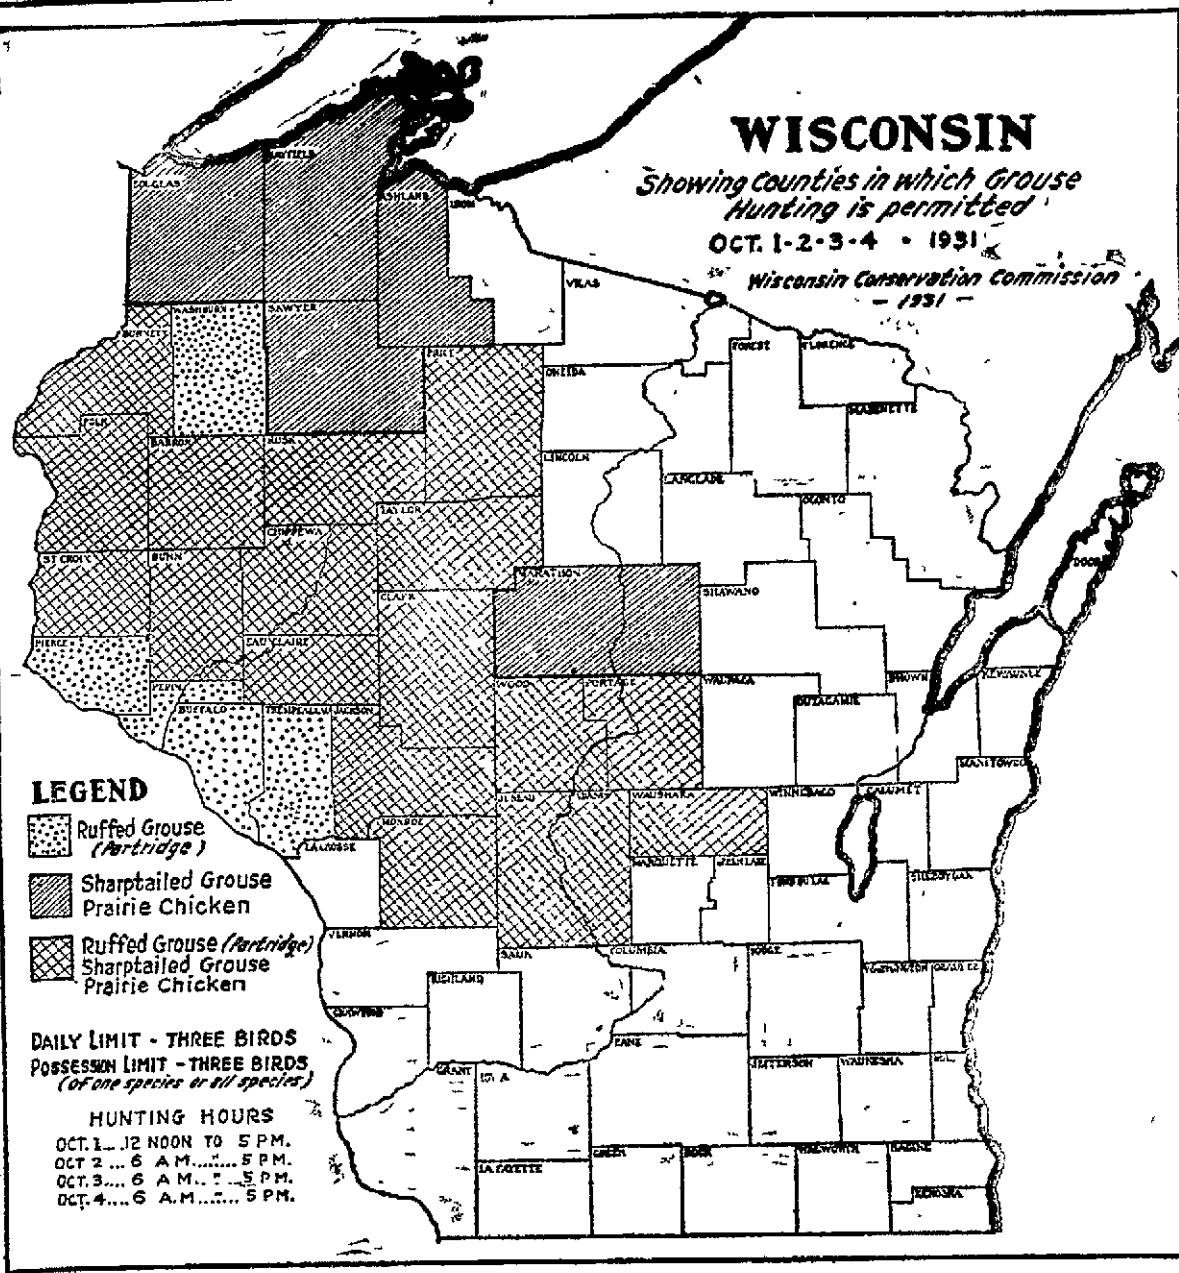 WISCONSIN
Showing Counties in which Grouse
Hunting is permitted
OCT. 1-2-3-4 • 1931
Wisconsin Conservation Commission
- 1931 -
DOUGLAS
BAYFIELD
ASHLAND
IRON
VILAS
BURNETT
WASHBURN
SAWYER
PRICE
ONEIDA
FOREST
FLORENCE
MARINETTE
POLK
BARRON
RUSK
LINCOLN
LANGLADE
TAYLOR
OCONTO
CHIPPEWA
ST CROIX
DUNN
MARATHON
DOOR
CLARK
SHAWANO
PIERCE
EAU CLAIRE
PEPIN
WOOD
PORTAGE
WAUPACA
BROWN
KEWAUNEE
BUFFALO
TREMPEALEAU
JACKSON
OUTAGAMIE
MANITOWOC
JUNEAU
ADAMS
WAUSHARA
WINNEBAGO
CALUMET
MONROE
LA CROSSE
MARQUETTE
GREEN LAKE
FOND DU LAC
SHEBOYGAN
VERNON
SAUK
COLUMBIA
DODGE
WASHINGTON
OZAUKEE
RICHLAND
CRAWFORD
DANE
JEFFERSON
WAUKESHA
GRANT
IOWA
LA FAYETTE
GREEN
ROCK
WALWORTH
RACINE
KENOSHA
LEGEND
Ruffed Grouse
(Partridge)
Sharptailed Grouse
Prairie Chicken
Ruffed Grouse (Partridge)
Sharptailed Grouse
Prairie Chicken
DAILY LIMIT - THREE BIRDS
POSSESSION LIMIT - THREE BIRDS
(of one species or all species)
HUNTING HOURS
OCT. 1... 12 NOON TO 5 PM.
OCT 2 ... 6 A M..... " ... 5 PM.
OCT. 3.... 6 A M... " ... 5 PM.
OCT. 4.... 6 A.M.... " ... 5 PM.